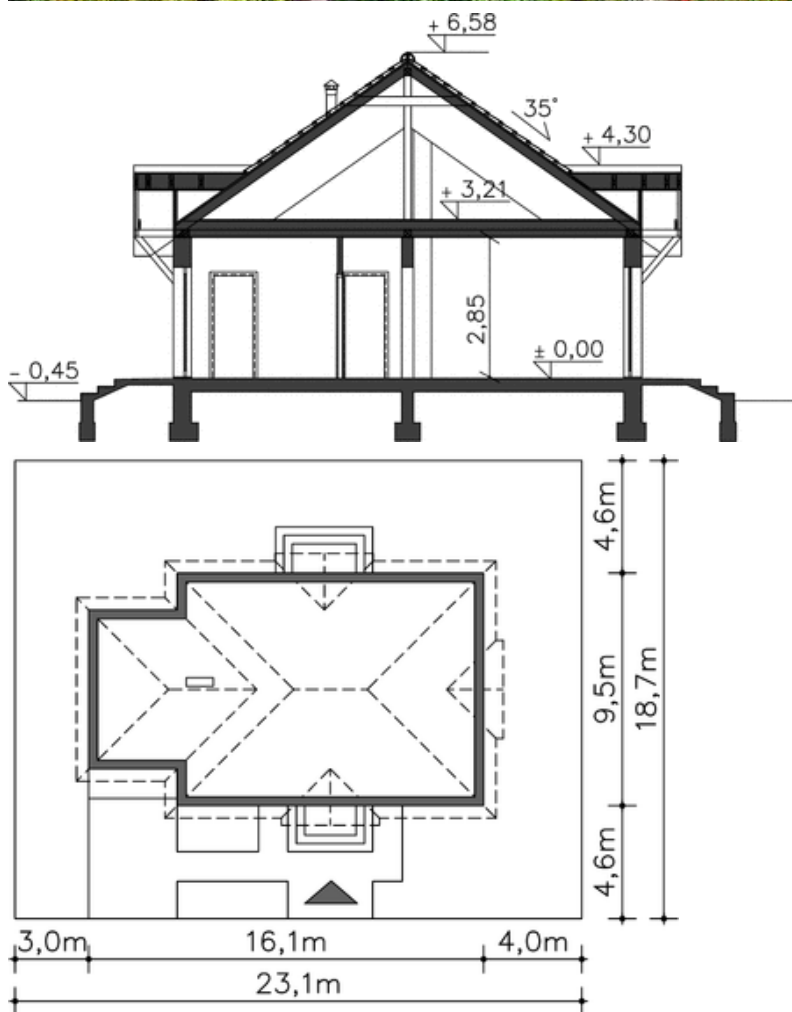 + 6,58
35°
+ 4,30
+ 3,21
2,85
± 0,00
- 0,45
4,6m
9,5m
18,7m
4,6m
3,0m 16,1m 4,0m
23,1m